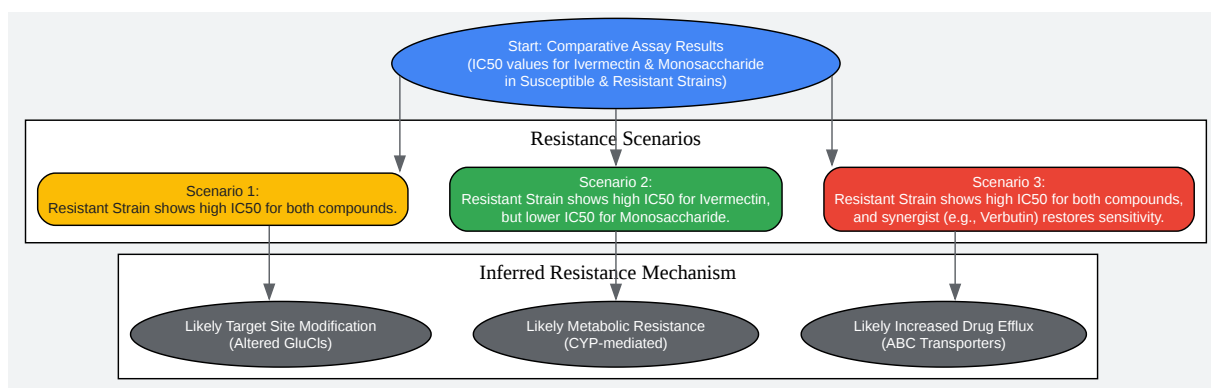 Start: Comparative Assay Results
(IC50 values for Ivermectin & Monosaccharide
in Susceptible & Resistant Strains)
Resistance Scenarios
Scenario 1:
Resistant Strain shows high IC50 for both compounds.
Scenario 2:
Resistant Strain shows high IC50 for Ivermectin,
but lower IC50 for Monosaccharide.
Scenario 3:
Resistant Strain shows high IC50 for both compounds,
and synergist (e.g., Verbutin) restores sensitivity.
Inferred Resistance Mechanism
Likely Target Site Modification
(Altered GluCls)
Likely Metabolic Resistance
(CYP-mediated)
Likely Increased Drug Efflux
(ABC Transporters)